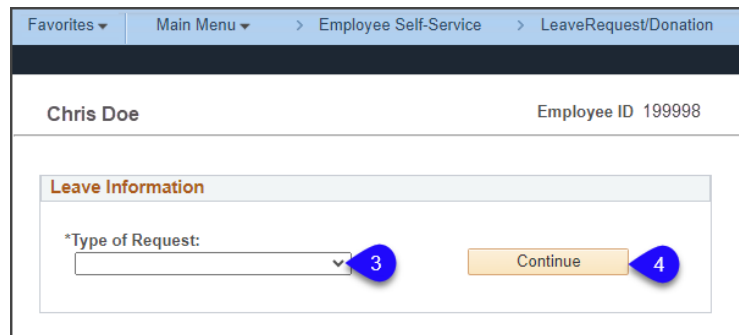 Favorites Main Menu > Employee Self-Service > LeaveRequest/Donation
Chris Doe Employee ID 199998
Leave Information
*Type of Request:
3 Continue 4